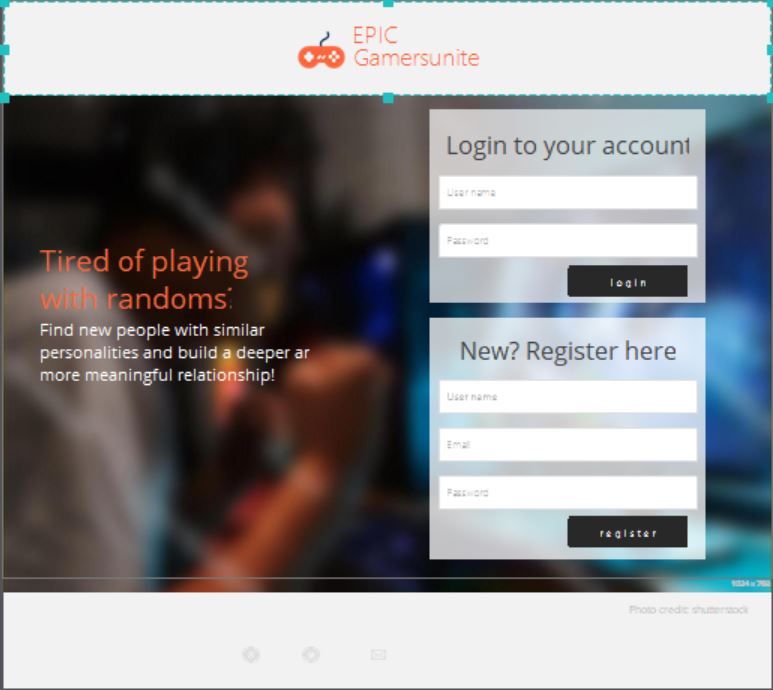 EPIC
Gamersunite
Login to your account
User name
Password
login
Tired of playing
with randoms?
Find new people with similar
personalities and build a deeper ar
more meaningful relationship!
New? Register here
User name
Email
Password
register
1024 x 768
Photo credit: shutterstock